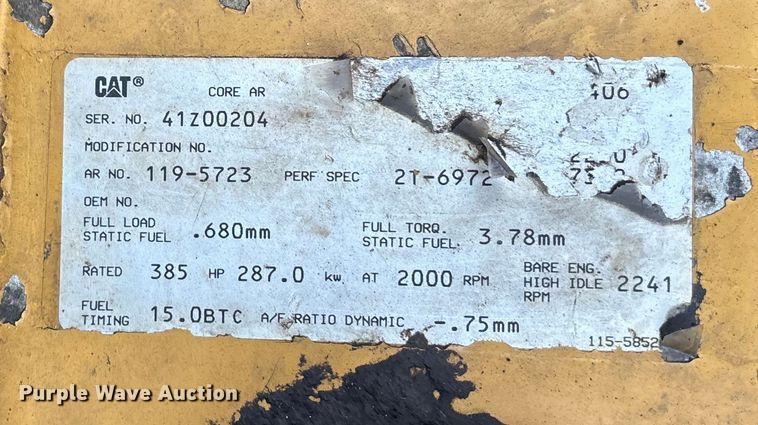 CAT® CORE AR 406
SER. NO. 41Z00204
MODIFICATION NO.
AR NO. 119-5723 PERF SPEC 2T-6972
OEM NO.
FULL LOAD STATIC FUEL .680mm FULL TORQ. STATIC FUEL 3.78mm
RATED 385 HP 287.0 kw AT 2000 RPM BARE ENG. HIGH IDLE RPM 2241
FUEL TIMING 15.0BTC A/F RATIO DYNAMIC -.75mm
115-5852
Purple Wave Auction